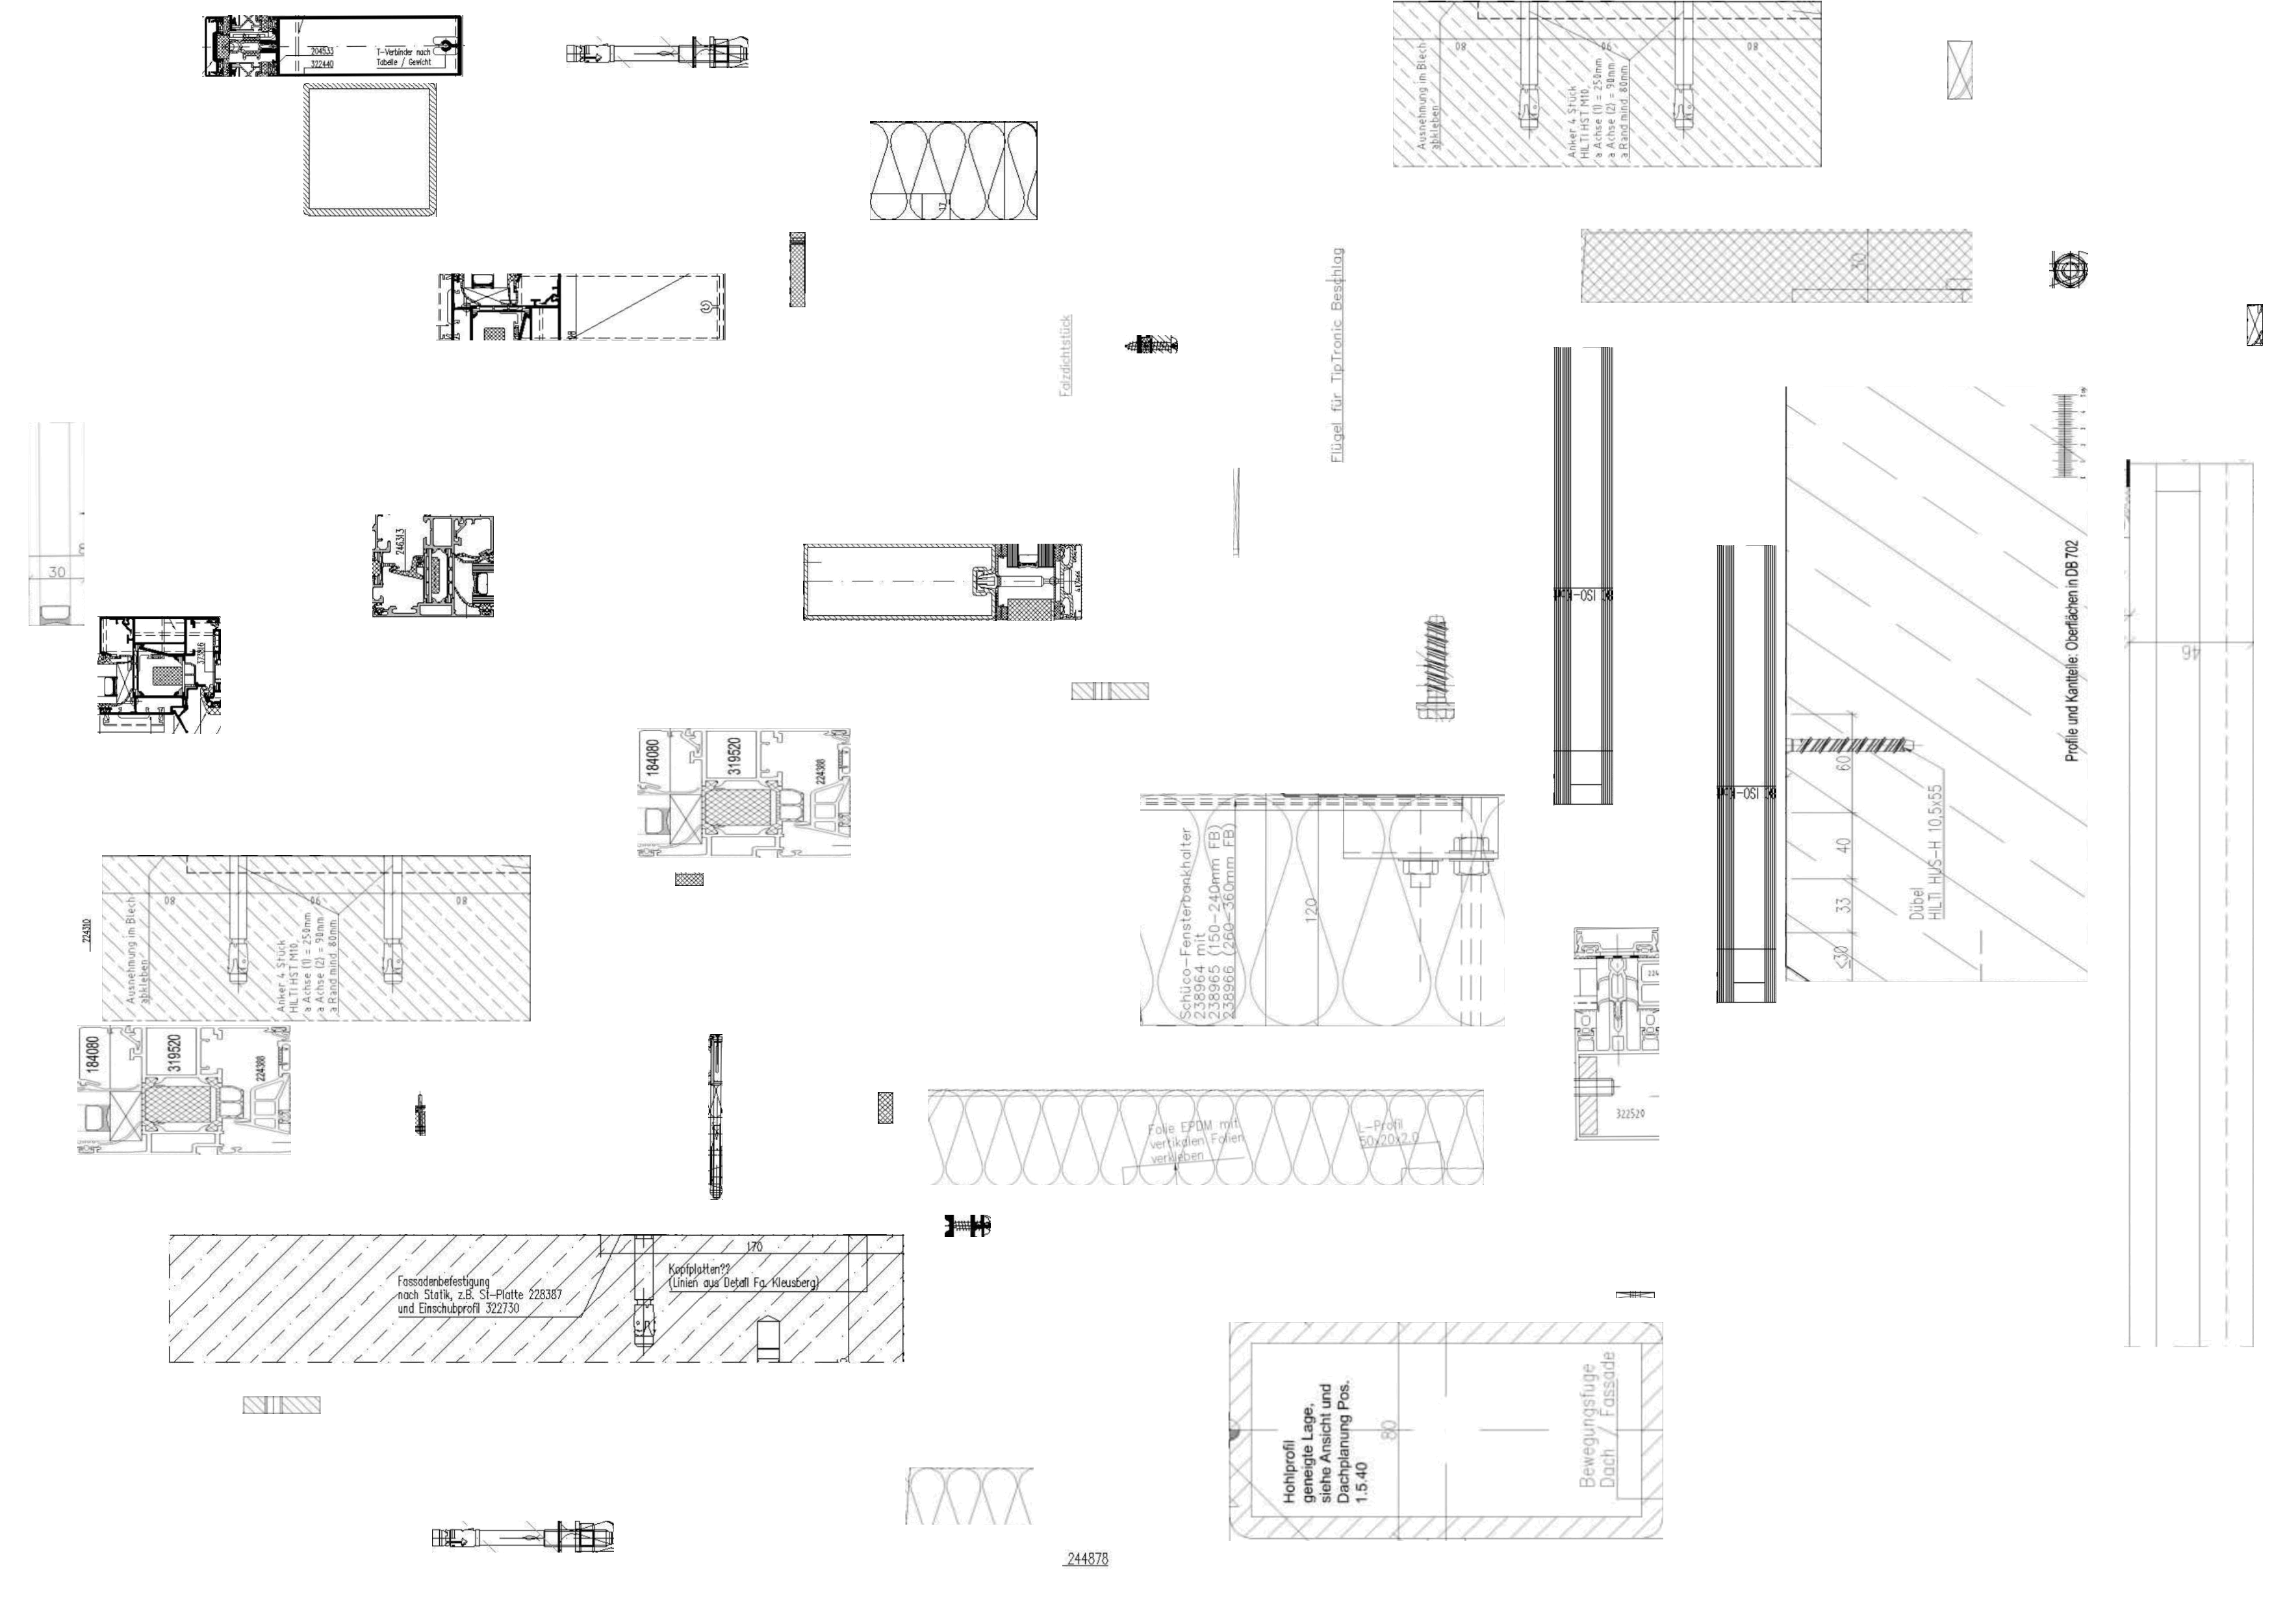 204533
322440
T-Verbinder nach
Tabelle / Gewicht
Ausnehmung im Blech
abkleben
80
90
80
Anker 4 Stück
HILTI HST M10,
a Achse (1) = 250mm
a Achse (2) = 90mm
a Rand mind. 80mm
17
30
98
Falzdichtstück
Flügel für TipTronic Beschlag
30
246313
373816
184080
319520
224388
Profile und Kantteile: Oberflächen in DB 702
46
60
40
33
<30
Dübel
HILTI HUS-H 10,5x55
Schüco-Fensterbankhalter
238964 mit
238965 (150-240mm FB)
238966 (260-360mm FB)
120
224310
Ausnehmung im Blech
abkleben
80
90
80
Anker 4 Stück
HILTI HST M10,
a Achse (1) = 250mm
a Achse (2) = 90mm
a Rand mind. 80mm
184080
319520
224388
322520
Folie EPDM mit
vertikalen Folien
verkleben
L-Profil
50x20x2,0
170
Fassadenbefestigung
nach Statik, z.B. St-Platte 228387
und Einschubprofil 322730
Kopfplatten??
(Linien aus Detail Fa. Kleusberg)
Hohlprofil
geneigte Lage,
siehe Ansicht und
Dachplanung Pos.
1.5.40
80
Bewegungsfuge
Dach / Fassade
244878